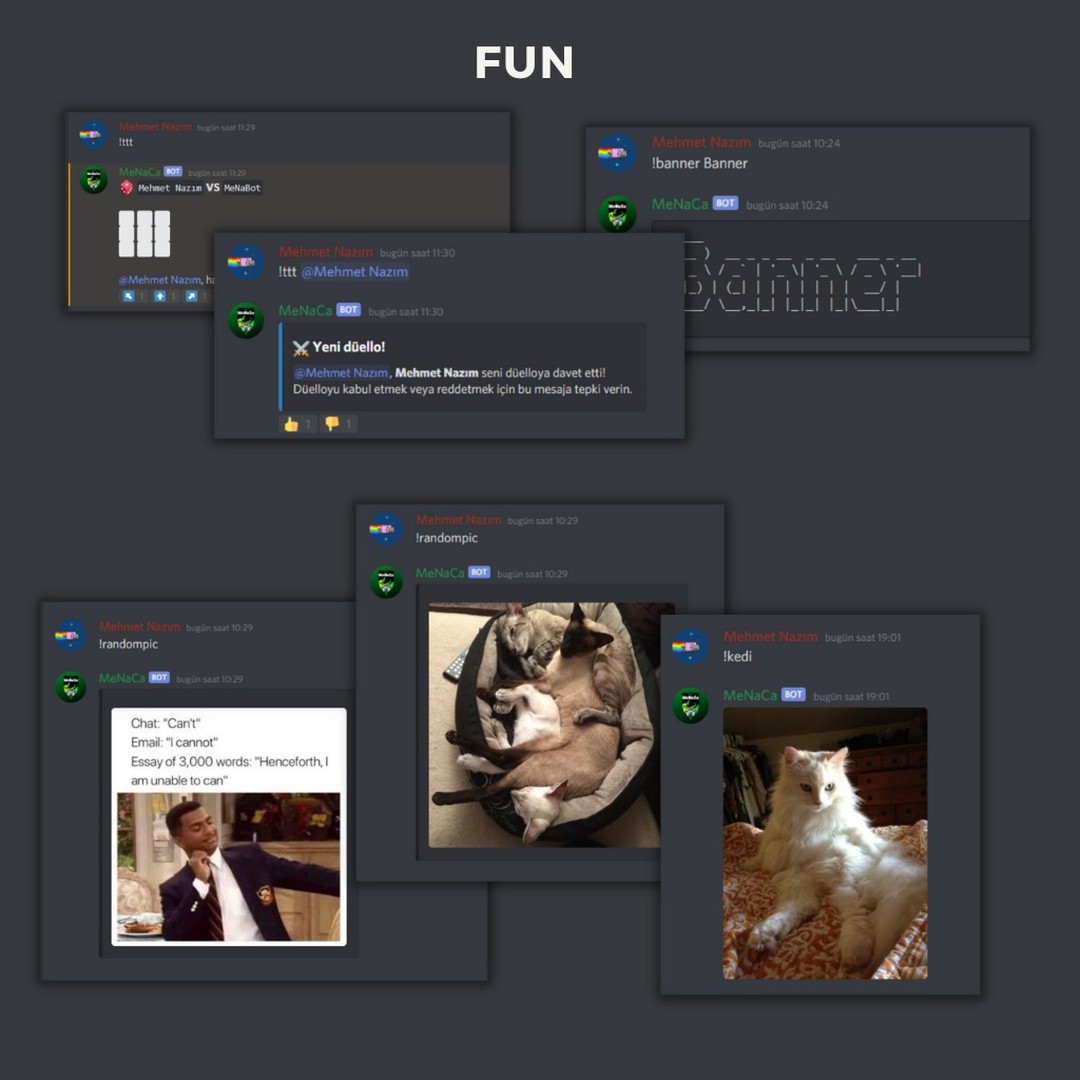 FUN
Mehmet Nazım bugün saat 11:29
!ttt
MeNaCa BOT bugün saat 11:29
Mehmet Nazım VS MeNaBot
@Mehmet Nazım, ha
1 1 1
Mehmet Nazım bugün saat 10:24
!banner Banner
MeNaCa BOT bugün saat 10:24
Banner
Mehmet Nazım bugün saat 11:30
!ttt @Mehmet Nazım
MeNaCa BOT bugün saat 11:30
Yeni düello!
@Mehmet Nazım, Mehmet Nazım seni düelloya davet etti!
Düelloyu kabul etmek veya reddetmek için bu mesaja tepki verin.
1 1
Mehmet Nazım bugün saat 10:29
!randompic
MeNaCa BOT bugün saat 10:29
Mehmet Nazım bugün saat 10:29
!randompic
MeNaCa BOT bugün saat 10:29
Chat: "Can't"
Email: "I cannot"
Essay of 3,000 words: "Henceforth, I
am unable to can"
Mehmet Nazım bugün saat 19:01
!kedi
MeNaCa BOT bugün saat 19:01